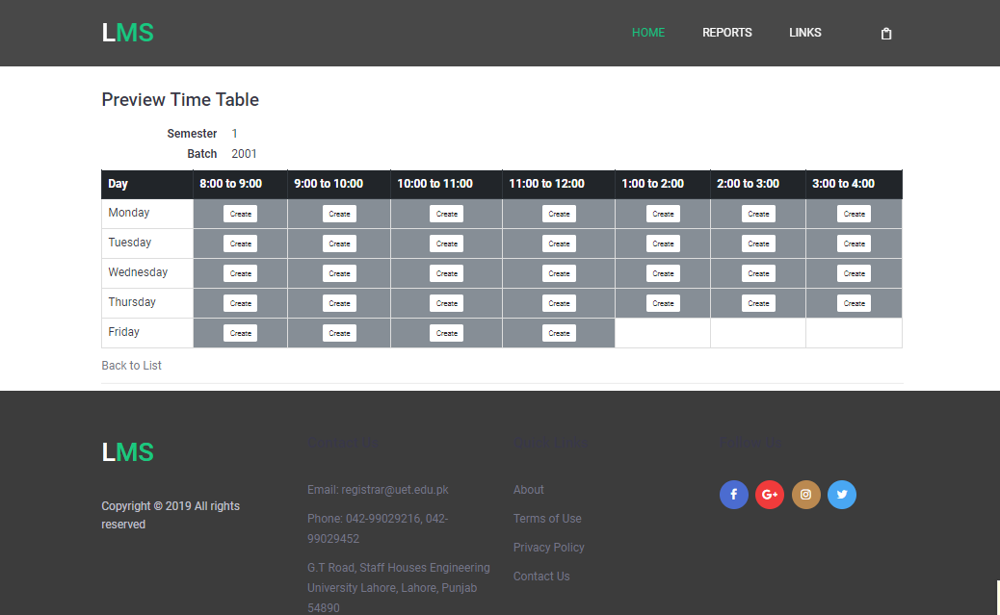 LMS
HOME REPORTS LINKS
Preview Time Table
Semester 1
Batch 2001
Day 8:00 to 9:00 9:00 to 10:00 10:00 to 11:00 11:00 to 12:00 1:00 to 2:00 2:00 to 3:00 3:00 to 4:00
Monday Create Create Create Create Create Create Create
Tuesday Create Create Create Create Create Create Create
Wednesday Create Create Create Create Create Create Create
Thursday Create Create Create Create Create Create Create
Friday Create Create Create Create
Back to List
LMS
Copyright © 2019 All rights
reserved
Email: registrar@uet.edu.pk
Phone: 042-99029216, 042-
99029452
G.T Road, Staff Houses Engineering
University Lahore, Lahore, Punjab
54890
About
Terms of Use
Privacy Policy
Contact Us
f G+